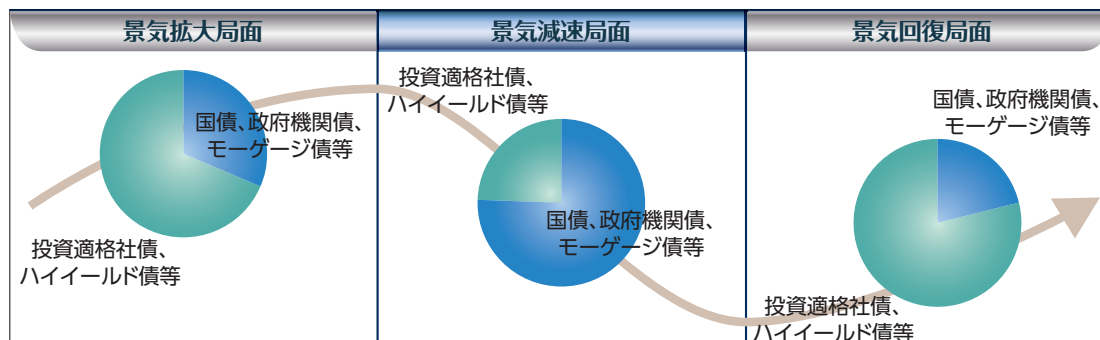 景気拡大局面
国債、政府機関債、
モーゲージ債等
投資適格社債、
ハイイールド債等
景気減速局面
投資適格社債、
ハイイールド債等
国債、政府機関債、
モーゲージ債等
景気回復局面
国債、政府機関債、
モーゲージ債等
投資適格社債、
ハイイールド債等